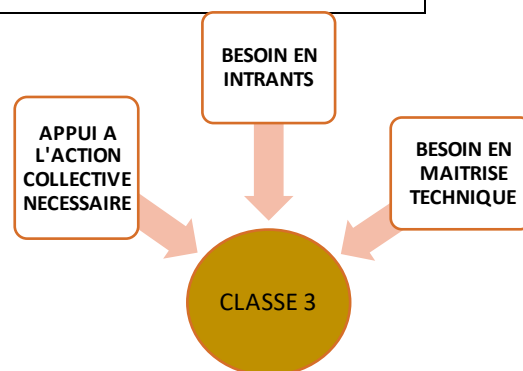 BESOIN EN
INTRANTS
APPUI A
L'ACTION
COLLECTIVE
NECESSAIRE
BESOIN EN
MAITRISE
TECHNIQUE
CLASSE 3